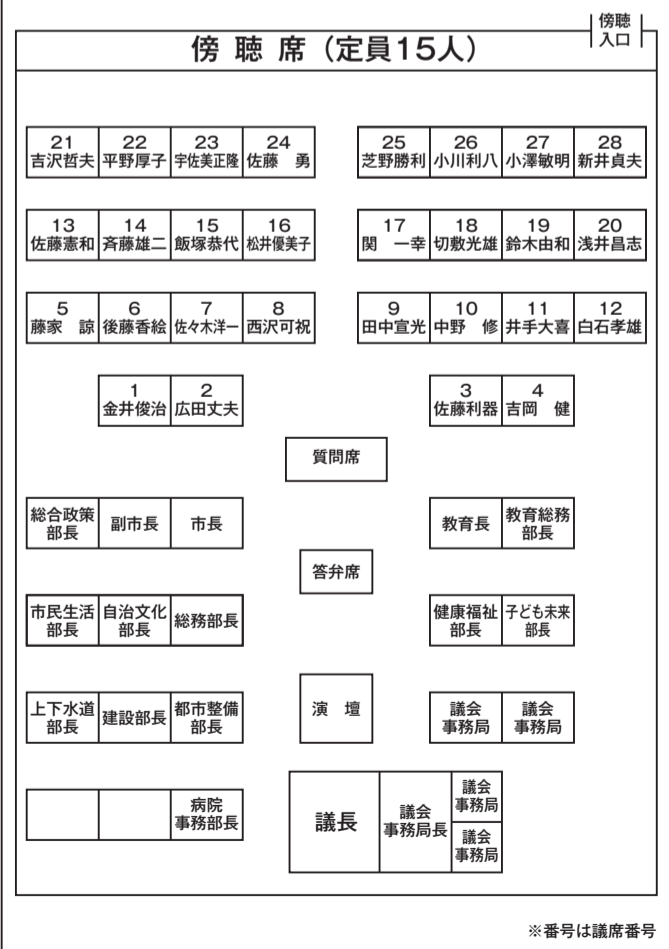 傍聴
入口
傍 聴 席（定員15人）
21 22 23 24 25 26 27 28
吉沢哲夫 平野厚子 宇佐美正隆 佐藤　勇 芝野勝利 小川利八 小澤敏明 新井貞夫
13 14 15 16 17 18 19 20
佐藤憲和 斉藤雄二 飯塚恭代 松井優美子 関　一幸 切敷光雄 鈴木由和 浅井昌志
5 6 7 8 9 10 11 12
藤家　諒 後藤香絵 佐々木洋一 西沢可祝 田中宣光 中野　修 井手大喜 白石孝雄
1 2 3 4
金井俊治 広田丈夫 佐藤利器 吉岡　健
質問席
総合政策
部長
副市長
市長
教育長
教育総務
部長
答弁席
市民生活
部長
自治文化
部長
総務部長
健康福祉
部長
子ども未来
部長
上下水道
部長
建設部長
都市整備
部長
演　壇
議会
事務局
議会
事務局
病院
事務部長
議長
議会
事務局長
議会
事務局
議会
事務局
※番号は議席番号